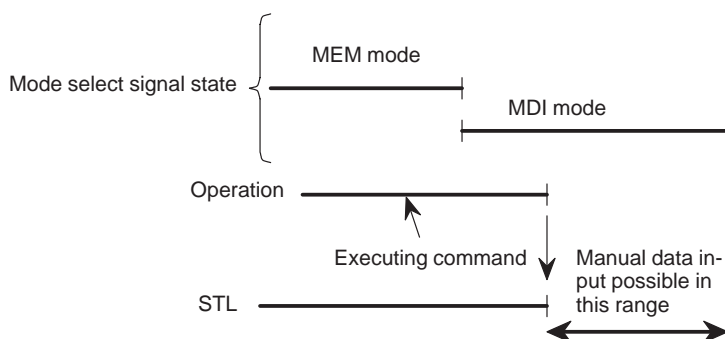 MEM mode
Mode select signal state
MDI mode
Operation
Executing command
Manual data in-
put possible in
this range
STL